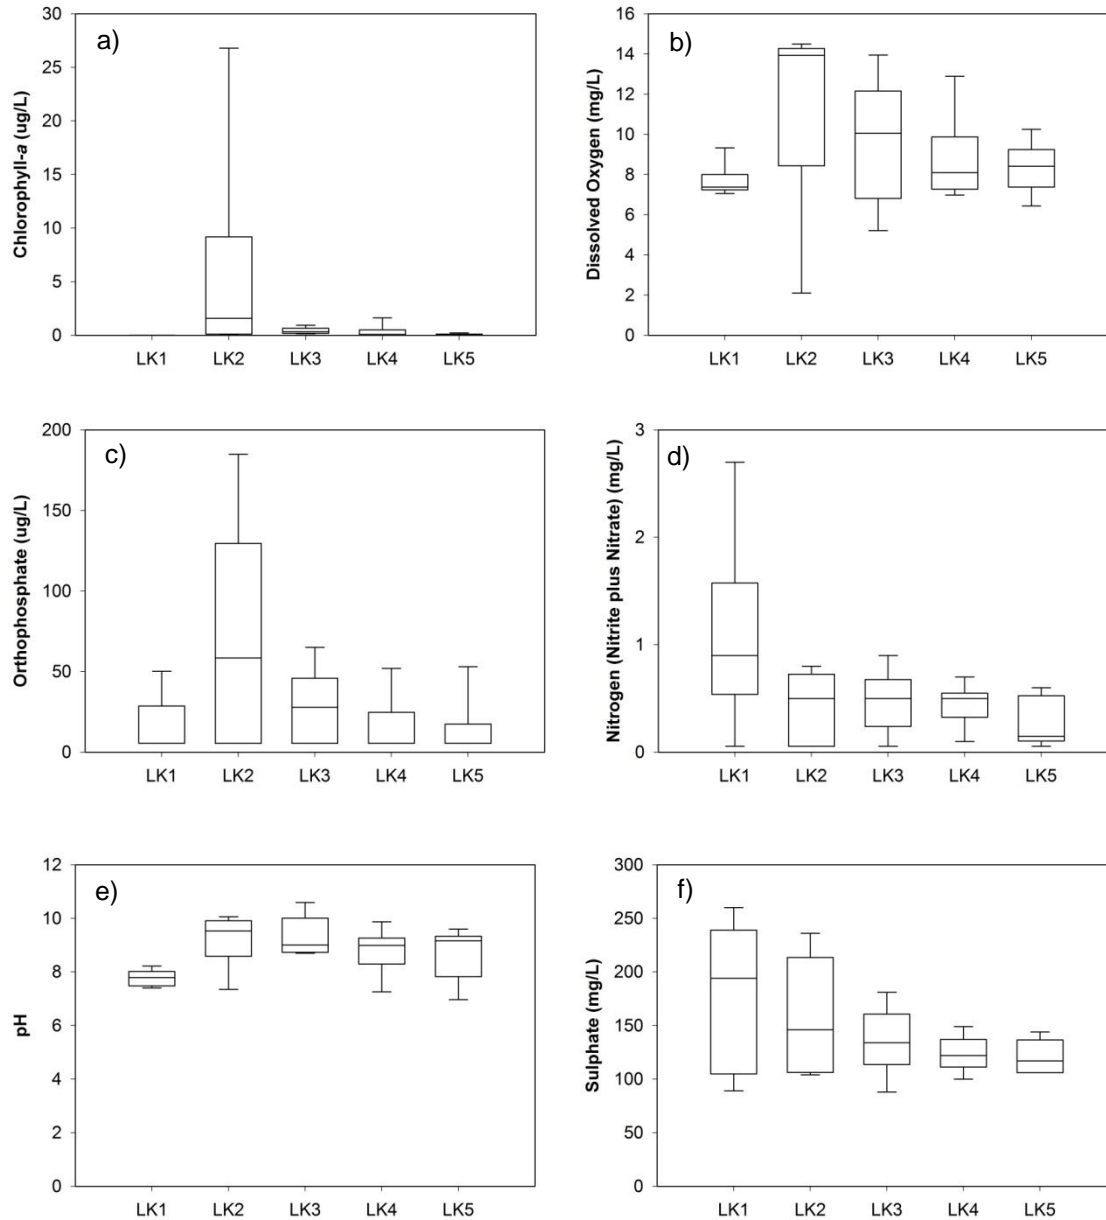 a)
Chlorophyll-a (ug/L)
30
25
20
15
10
5
0
LK1 LK2 LK3 LK4 LK5
b)
Dissolved Oxygen (mg/L)
16
14
12
10
8
6
4
2
0
LK1 LK2 LK3 LK4 LK5
c)
Orthophosphate (ug/L)
200
150
100
50
0
LK1 LK2 LK3 LK4 LK5
d)
Nitrogen (Nitrite plus Nitrate) (mg/L)
3
2
1
0
LK1 LK2 LK3 LK4 LK5
e)
pH
12
10
8
6
4
2
0
LK1 LK2 LK3 LK4 LK5
f)
Sulphate (mg/L)
300
250
200
150
100
50
0
LK1 LK2 LK3 LK4 LK5